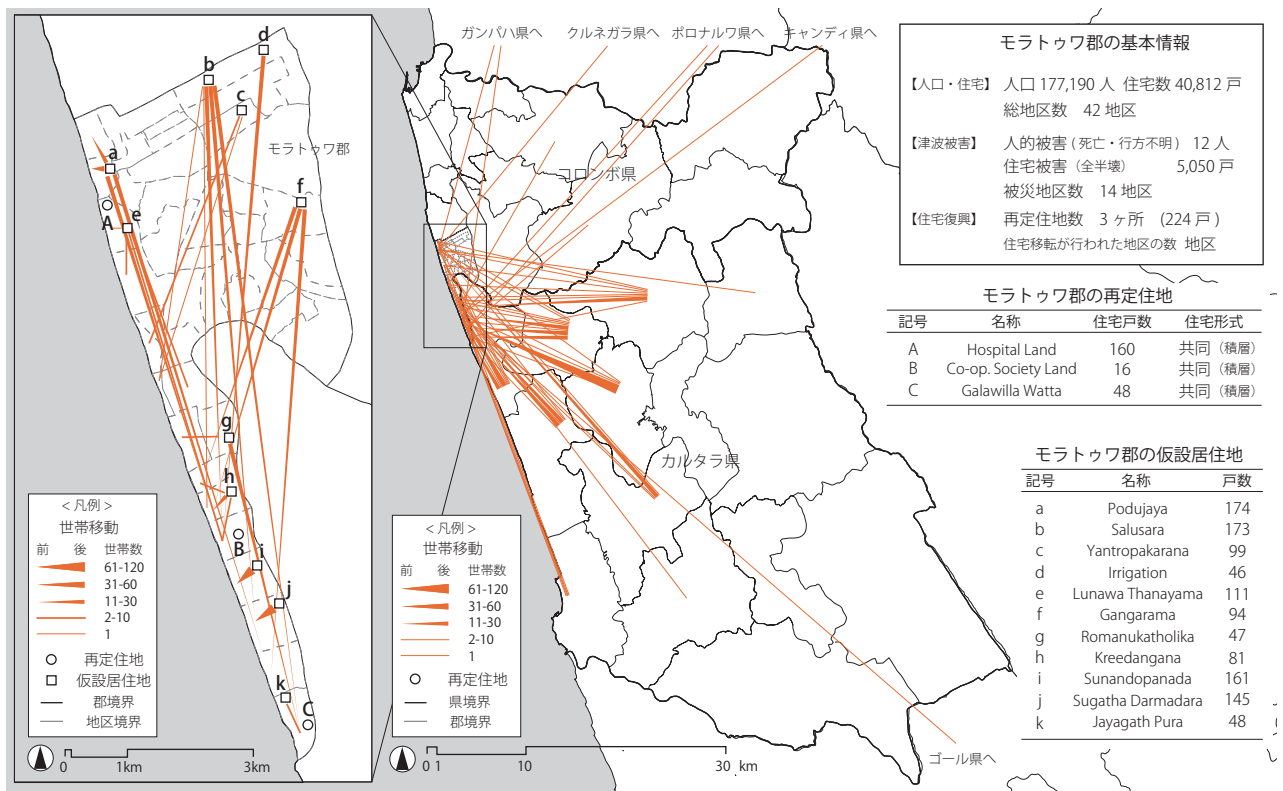 d
b
c
モラトゥワ郡
a
f
A
e
g
h
B
i
j
k
C
< 凡例 >
世帯移動
前 後 世帯数
61-120
31-60
11-30
2-10
1
再定住地
仮設居住地
郡境界
地区境界
0 1km 3km
ガンパハ県へ クルネガラ県へ ポロナルワ県へ キャンディ県へ
コロンボ県
カルタラ県
ゴール県へ
< 凡例 >
世帯移動
前 後 世帯数
61-120
31-60
11-30
2-10
1
再定住地
県境界
郡境界
0 1 10 30 km
モラトゥワ郡の基本情報
【人口・住宅】 人口 177,190 人 住宅数 40,812 戸
総地区数 42 地区
【津波被害】 人的被害 ( 死亡・行方不明 ) 12 人
住宅被害 (全半壊) 5,050 戸
被災地区数 14 地区
【住宅復興】 再定住地数 3 ヶ所 (224 戸 )
住宅移転が行われた地区の数 地区
モラトゥワ郡の再定住地
記号 名称 住宅戸数 住宅形式
A Hospital Land 160 共同 (積層)
B Co-op. Society Land 16 共同 (積層)
C Galawilla Watta 48 共同 (積層)
モラトゥワ郡の仮設居住地
記号 名称 戸数
a Podujaya 174
b Salusara 173
c Yantropakarana 99
d Irrigation 46
e Lunawa Thanayama 111
f Gangarama 94
g Romanukatholika 47
h Kreedangana 81
i Sunandopanada 161
j Sugatha Darmadara 145
k Jayagath Pura 48